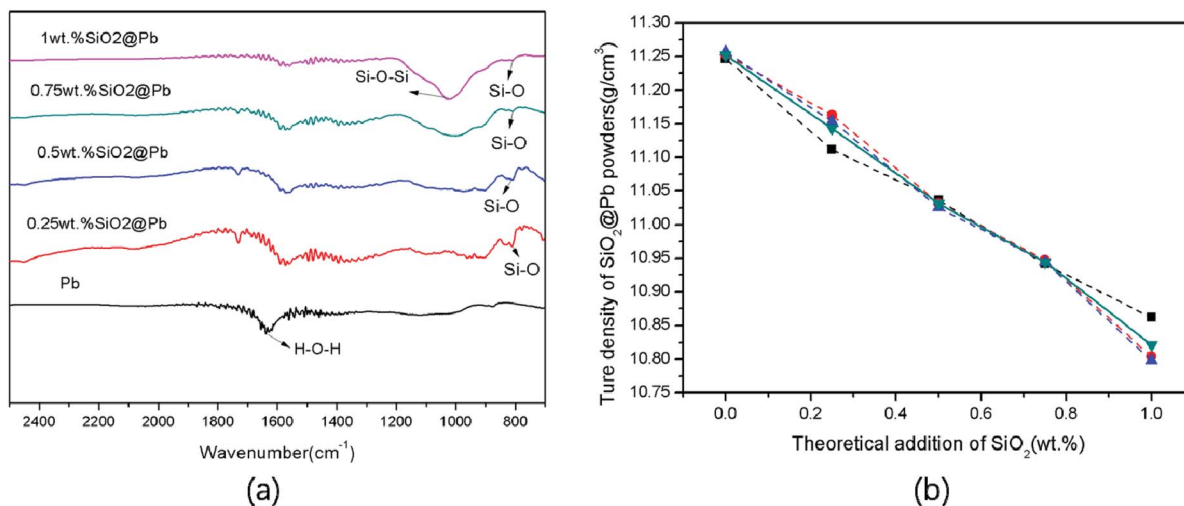 1wt.%SiO2@Pb
Si-O-Si
Si-O
0.75wt.%SiO2@Pb
Si-O
0.5wt.%SiO2@Pb
Si-O
0.25wt.%SiO2@Pb
Si-O
Pb
H-O-H
2400 2200 2000 1800 1600 1400 1200 1000 800
Wavenumber(cm⁻¹)
(a)
Ture density of SiO₂@Pb powders(g/cm³)
11.30
11.25
11.20
11.15
11.10
11.05
11.00
10.95
10.90
10.85
10.80
10.75
0.0 0.2 0.4 0.6 0.8 1.0
Theoretical addition of SiO₂(wt.%)
(b)